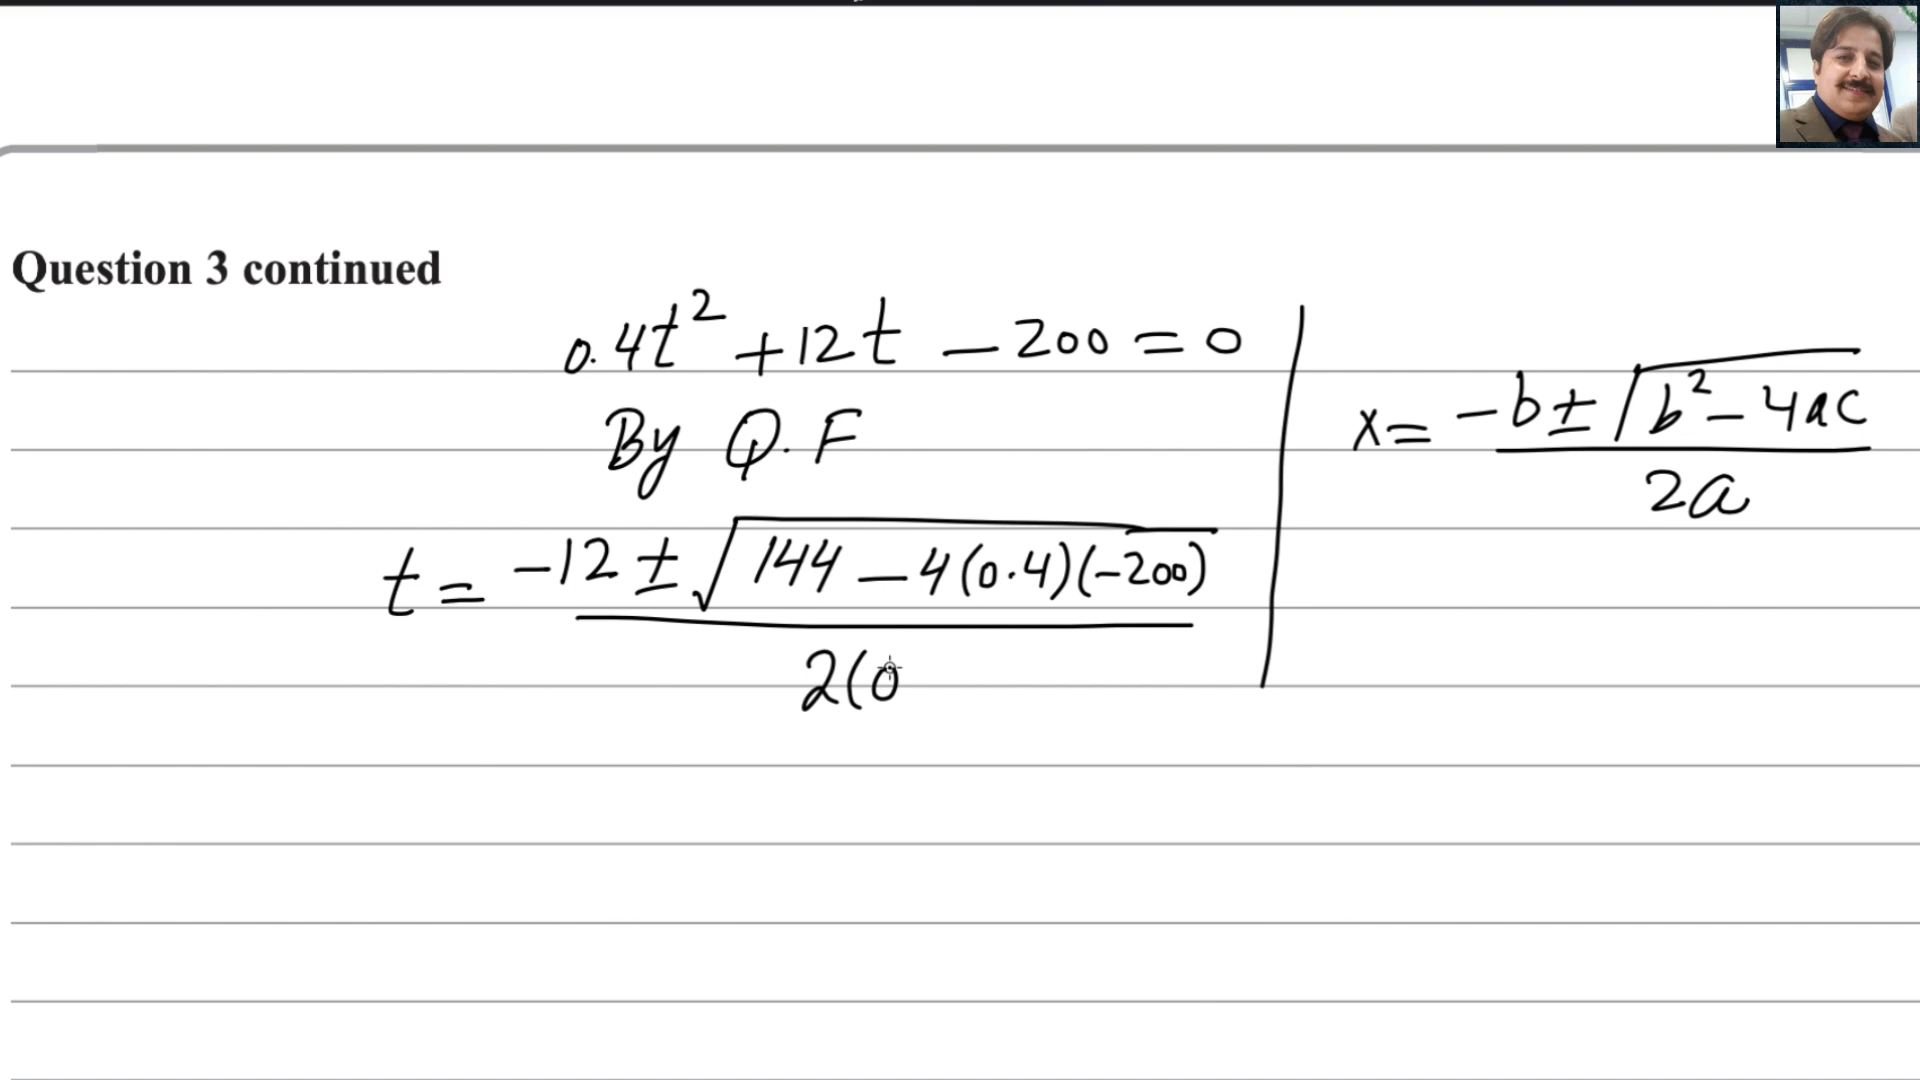 Question 3 continued
0.4t² + 12t − 200 = 0
By Q.F
t = −12 ± √144 − 4(0.4)(−200)
2(0
x = −b ± √b² − 4ac
2a